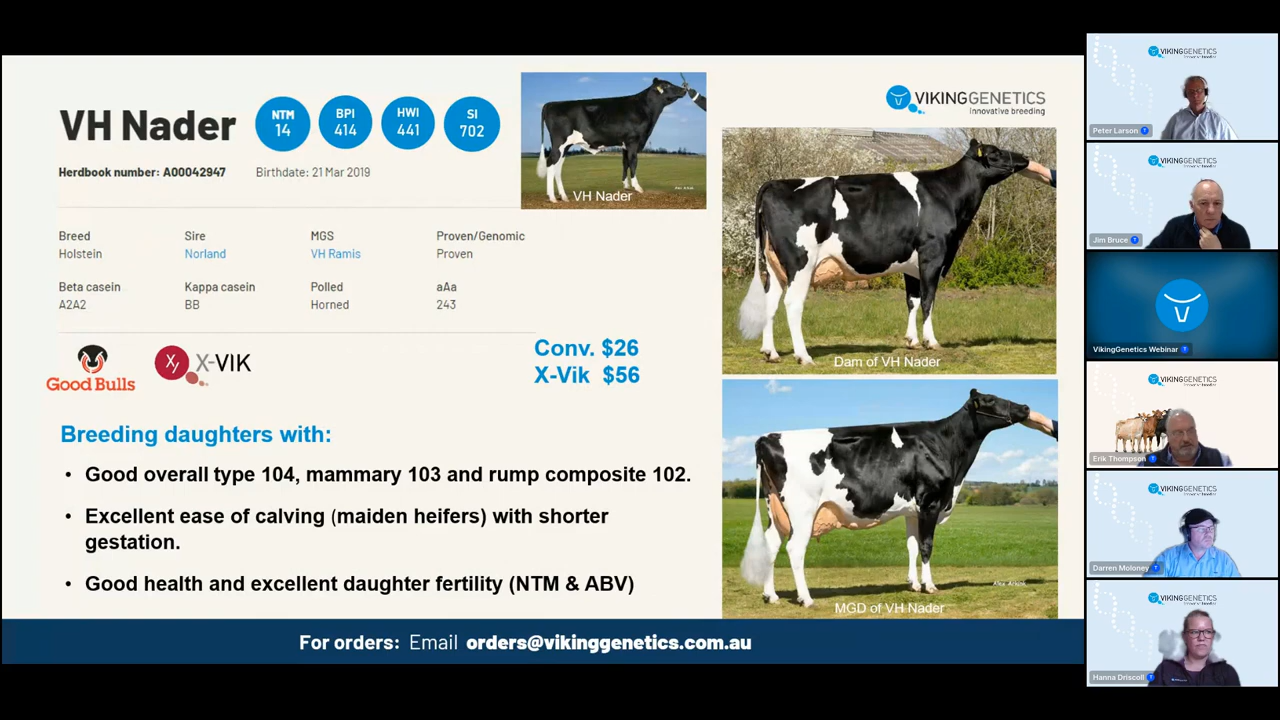 VH Nader
NTM
14
BPI
414
HWI
441
SI
702
Herdbook number: A00042947
Birthdate: 21 Mar 2019
VH Nader
VIKINGGENETICS
Innovative breeding
Breed
Holstein
Sire
Norland
MGS
VH Ramis
Proven/Genomic
Proven
Beta casein
A2A2
Kappa casein
BB
Polled
Horned
aAa
243
Good Bulls
Xy
X-VIK
Conv. $26
X-Vik $56
Dam of VH Nader
Breeding daughters with:
• Good overall type 104, mammary 103 and rump composite 102.
• Excellent ease of calving (maiden heifers) with shorter
gestation.
• Good health and excellent daughter fertility (NTM & ABV)
MGD of VH Nader
For orders: Email orders@vikinggenetics.com.au
VIKINGGENETICS
Peter Larson
VIKINGGENETICS
Jim Bruce
VikingGenetics Webinar
VIKINGGENETICS
Erik Thompson
VIKINGGENETICS
Darren Moloney
VIKINGGENETICS
Hanna Driscoll